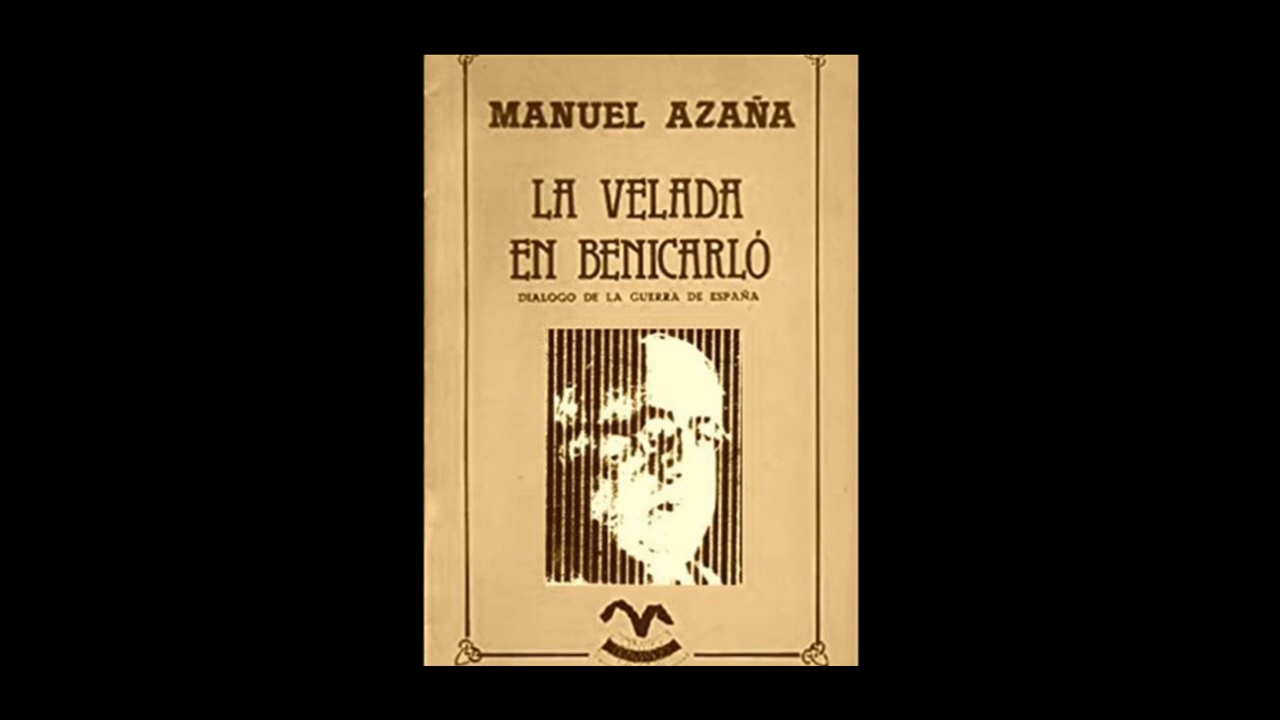 MANUEL AZAÑA
LA VELADA
EN BENICARLÓ
DIALOGO DE LA GUERRA DE ESPAÑA